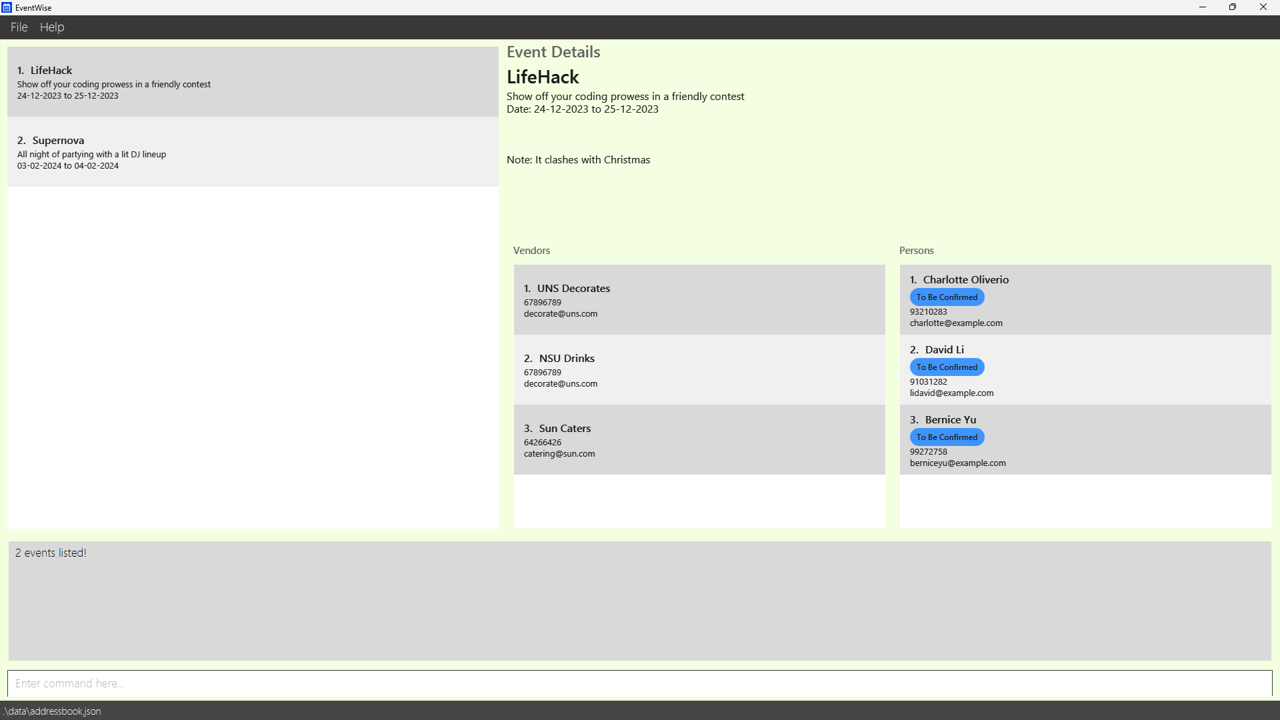 EventWise
File Help
1. LifeHack
Show off your coding prowess in a friendly contest
24-12-2023 to 25-12-2023
2. Supernova
All night of partying with a lit DJ lineup
03-02-2024 to 04-02-2024
Event Details
LifeHack
Show off your coding prowess in a friendly contest
Date: 24-12-2023 to 25-12-2023
Note: It clashes with Christmas
Vendors
1. UNS Decorates
67896789
decorate@uns.com
2. NSU Drinks
67896789
decorate@uns.com
3. Sun Caters
64266426
catering@sun.com
Persons
1. Charlotte Oliverio
To Be Confirmed
93210283
charlotte@example.com
2. David Li
To Be Confirmed
91031282
lidavid@example.com
3. Bernice Yu
To Be Confirmed
99272758
berniceyu@example.com
2 events listed!
Enter command here...
.\data\addressbook.json